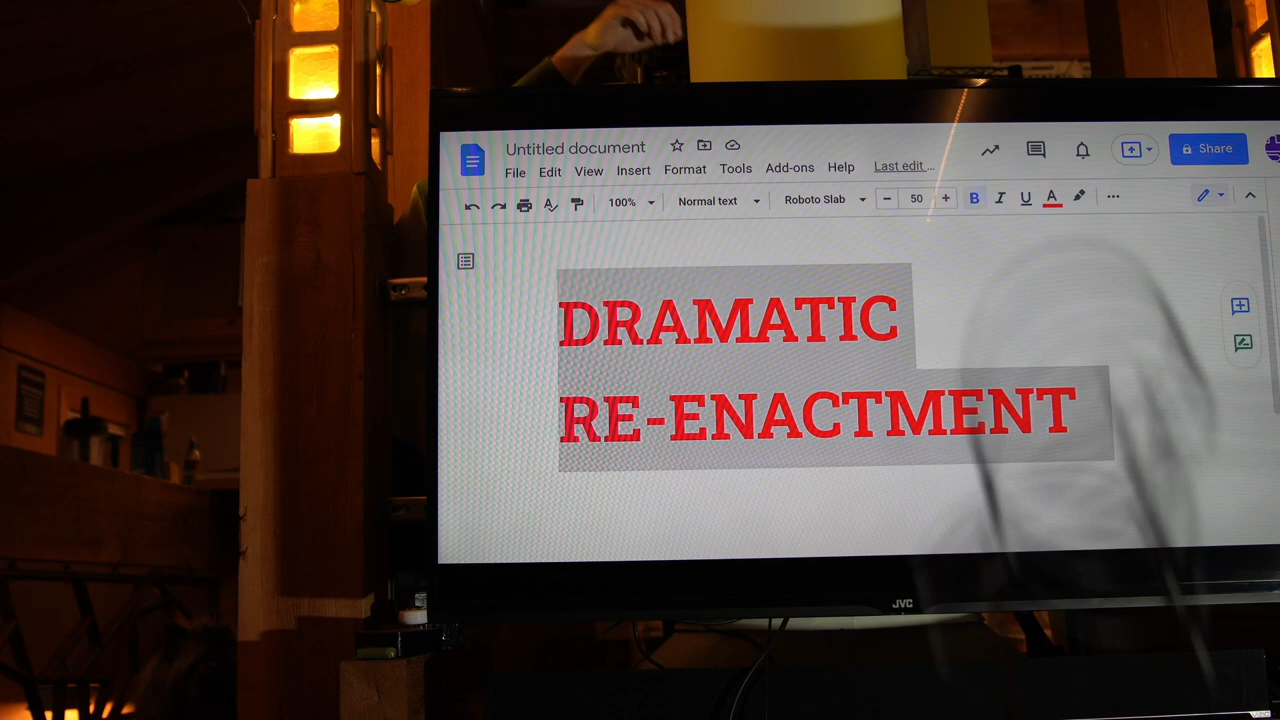 Untitled document
File Edit View Insert Format Tools Add-ons Help Last edit ...
Share
100% Normal text Roboto Slab − 50 + B I U A ...
DRAMATIC
RE-ENACTMENT
JVC